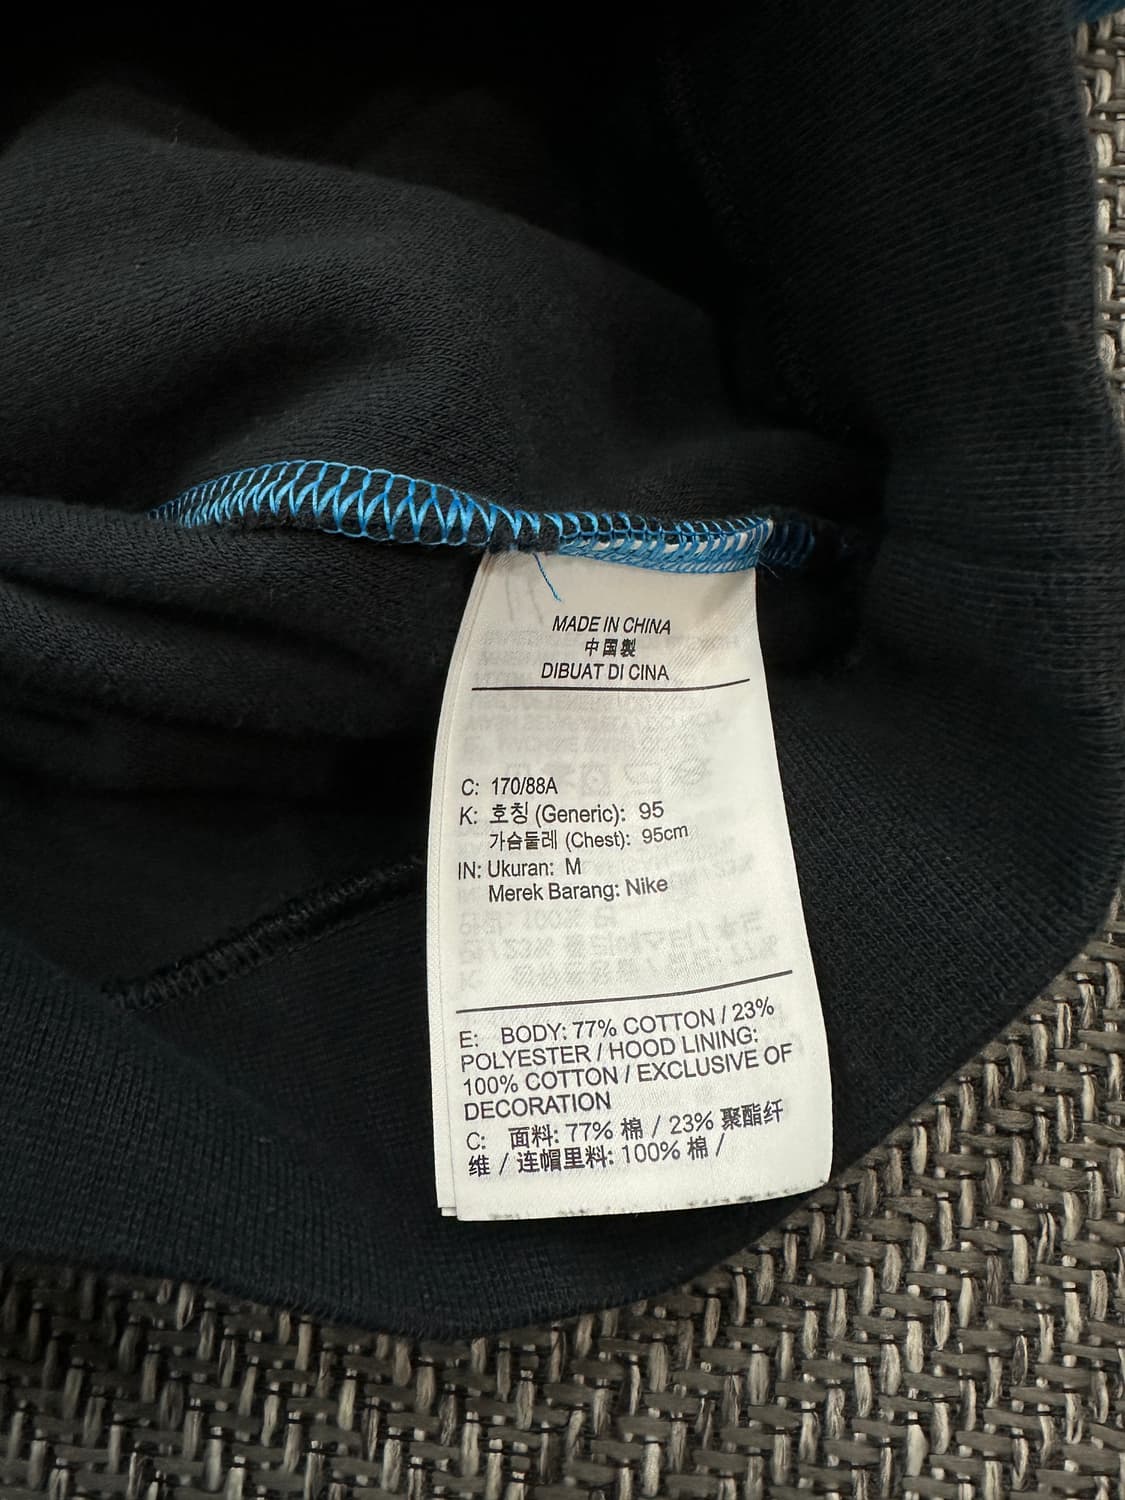 MADE IN CHINA
中国製
DIBUAT DI CINA
C: 170/88A
K: 호칭 (Generic): 95
가슴둘레 (Chest): 95cm
IN: Ukuran: M
Merek Barang: Nike
E: BODY: 77% COTTON / 23%
POLYESTER / HOOD LINING:
100% COTTON / EXCLUSIVE OF
DECORATION
C: 面料: 77% 棉 / 23% 聚酯纤
维 / 连帽里料: 100% 棉 /